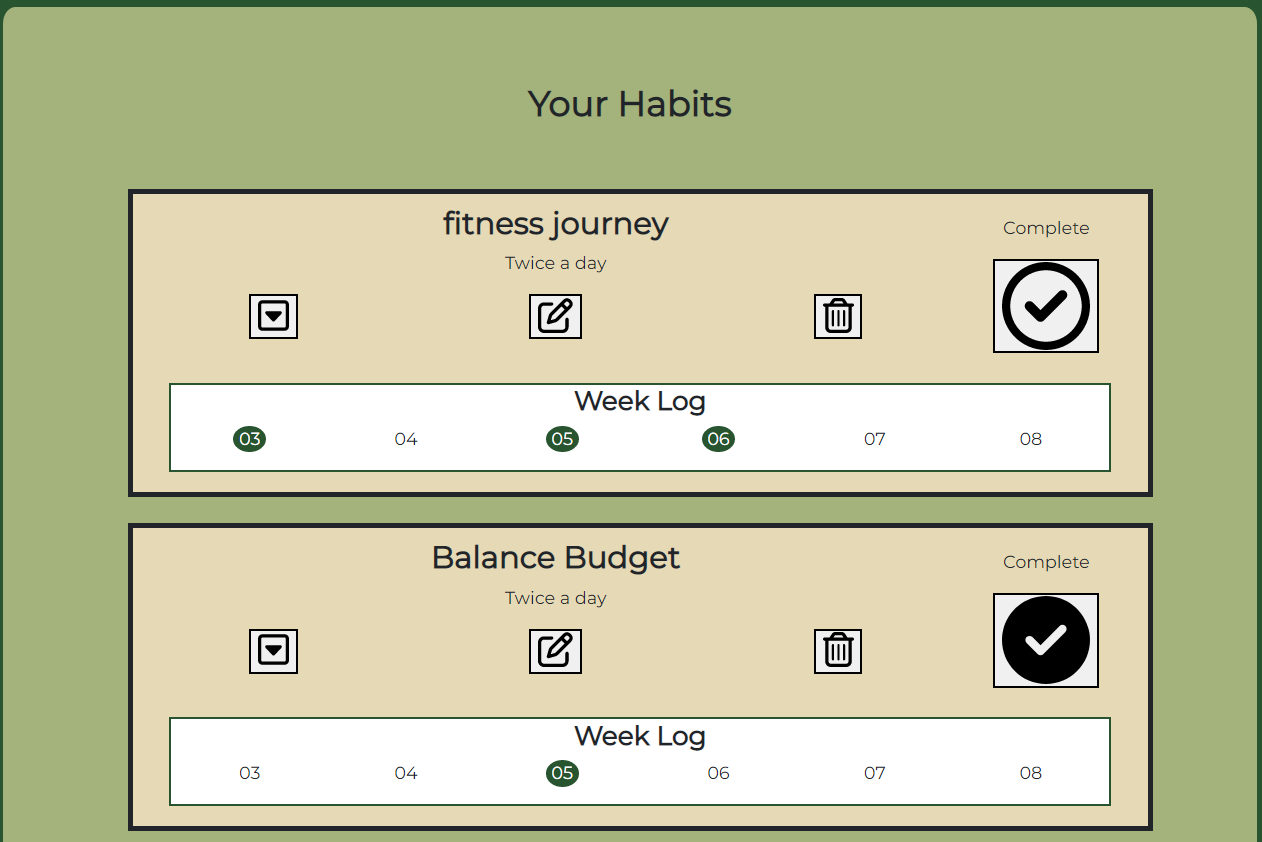 Your Habits
fitness journey
Complete
Twice a day
Week Log
03 04 05 06 07 08
Balance Budget
Complete
Twice a day
Week Log
03 04 05 06 07 08